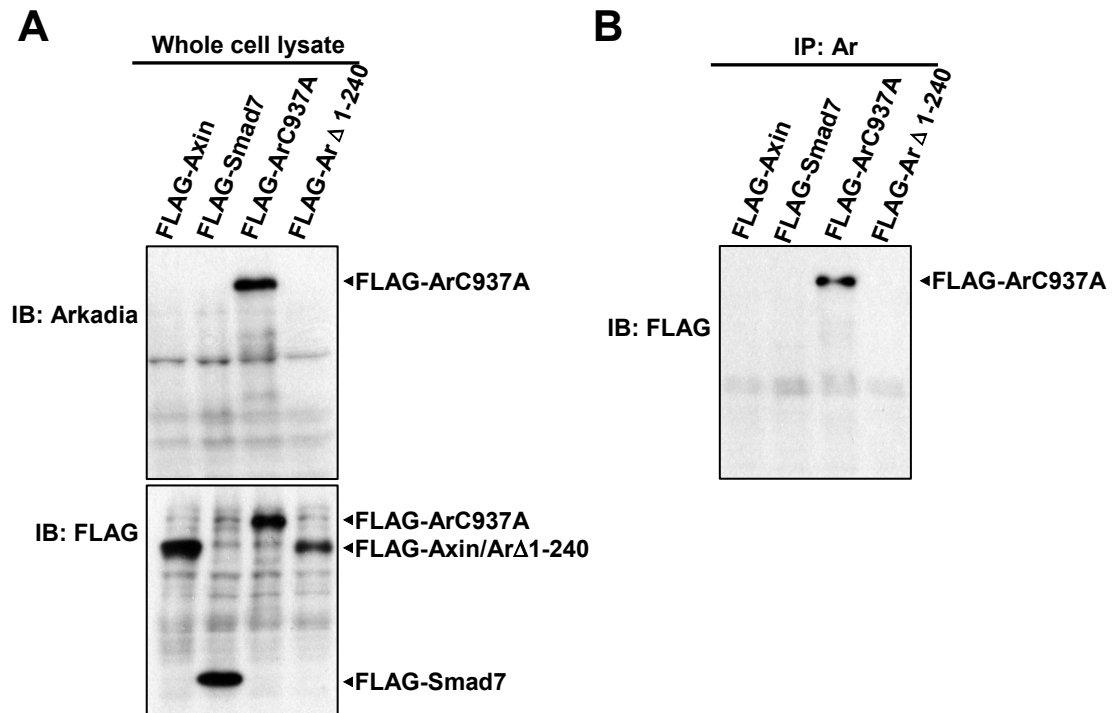 A
Whole cell lysate
FLAG-Axin
FLAG-Smad7
FLAG-ArC937A
FLAG-Ar Δ 1-240
IB: Arkadia
◄FLAG-ArC937A
IB: FLAG
◄FLAG-ArC937A
◄FLAG-Axin/ArΔ1-240
◄FLAG-Smad7
B
IP: Ar
FLAG-Axin
FLAG-Smad7
FLAG-ArC937A
FLAG-Ar Δ 1-240
IB: FLAG
◄FLAG-ArC937A